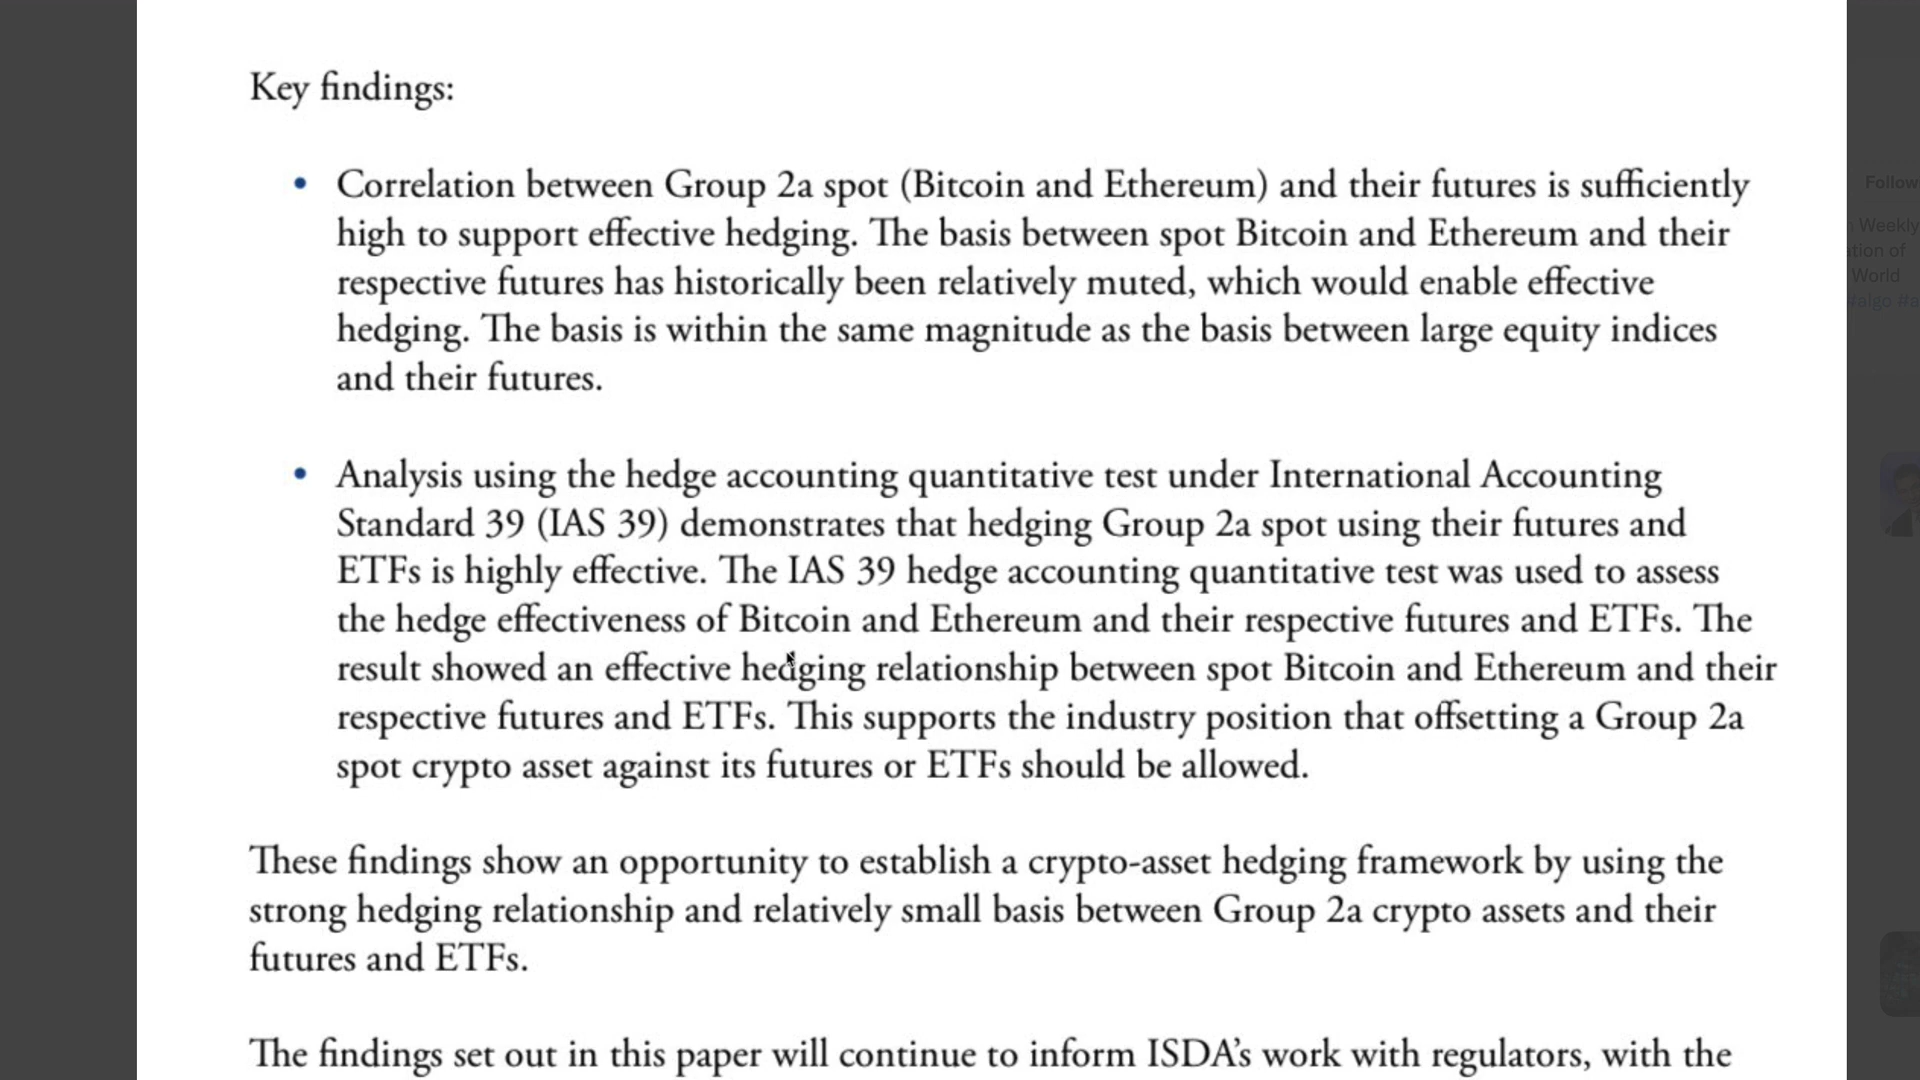 Key findings:
• Correlation between Group 2a spot (Bitcoin and Ethereum) and their futures is sufficiently
high to support effective hedging. The basis between spot Bitcoin and Ethereum and their
respective futures has historically been relatively muted, which would enable effective
hedging. The basis is within the same magnitude as the basis between large equity indices
and their futures.
• Analysis using the hedge accounting quantitative test under International Accounting
Standard 39 (IAS 39) demonstrates that hedging Group 2a spot using their futures and
ETFs is highly effective. The IAS 39 hedge accounting quantitative test was used to assess
the hedge effectiveness of Bitcoin and Ethereum and their respective futures and ETFs. The
result showed an effective hedging relationship between spot Bitcoin and Ethereum and their
respective futures and ETFs. This supports the industry position that offsetting a Group 2a
spot crypto asset against its futures or ETFs should be allowed.
These findings show an opportunity to establish a crypto-asset hedging framework by using the
strong hedging relationship and relatively small basis between Group 2a crypto assets and their
futures and ETFs.
The findings set out in this paper will continue to inform ISDA's work with regulators, with the
Follow
Weekly
of
World
#algo